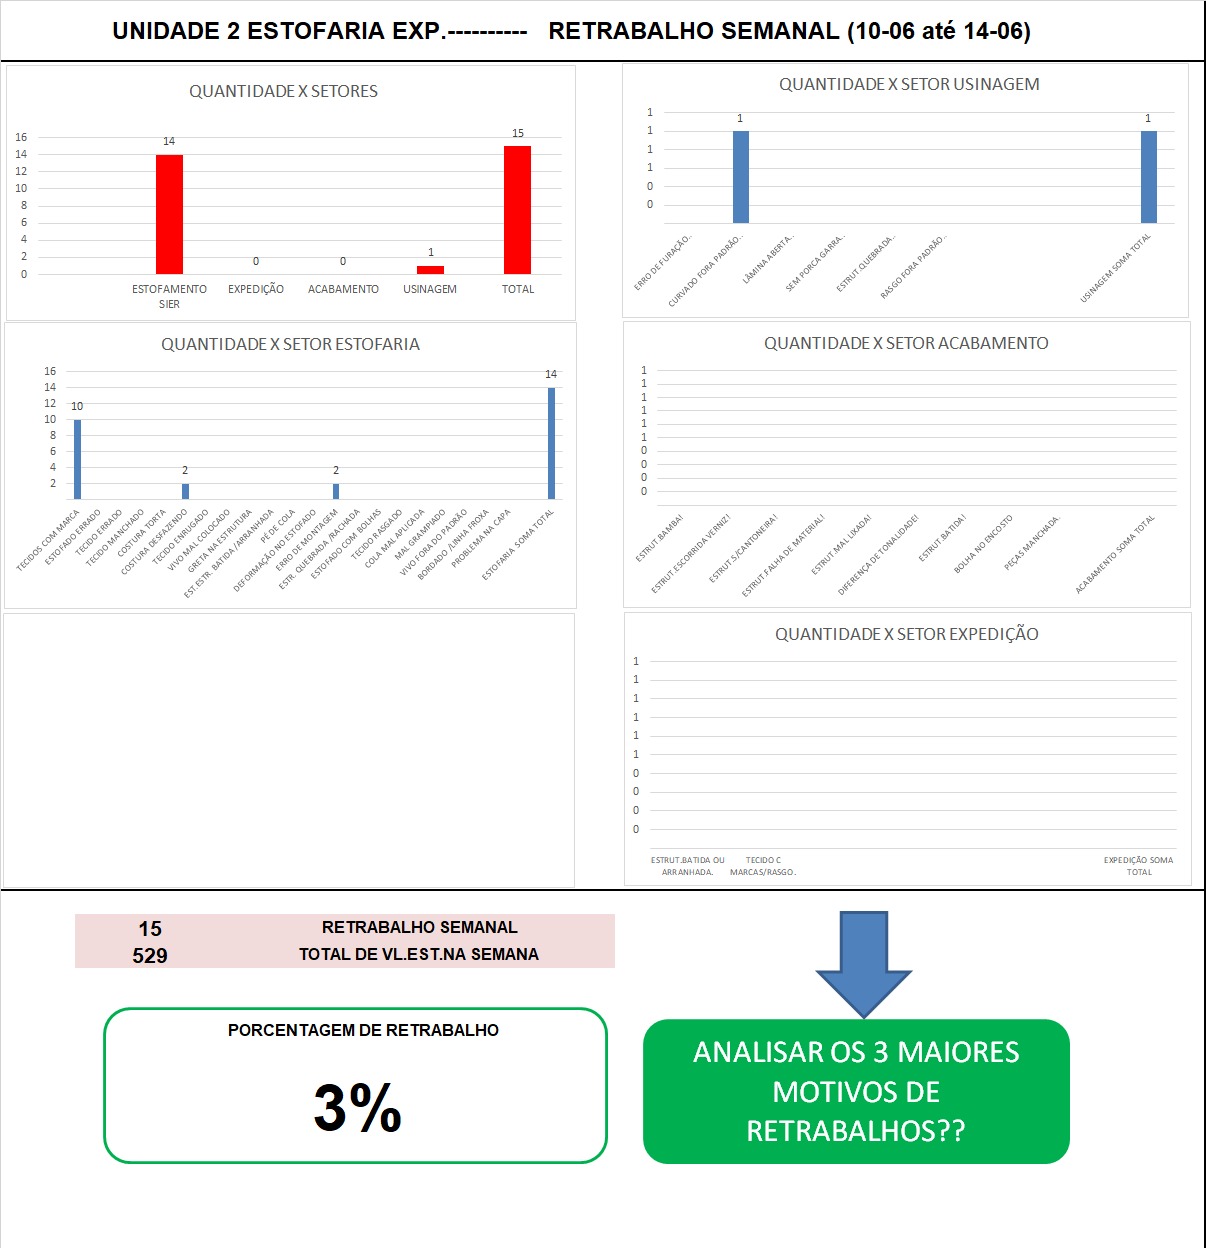 UNIDADE 2 ESTOFARIA EXP.---------- RETRABALHO SEMANAL (10-06 até 14-06)
QUANTIDADE X SETORES
16
14
12
10
8
6
4
2
0
14
0
0
1
15
ESTOFAMENTO
SIER
EXPEDIÇÃO
ACABAMENTO
USINAGEM
TOTAL
QUANTIDADE X SETOR USINAGEM
1
1
1
1
0
0
1
1
ERRO DE FURAÇÃO..
CURVADO FORA PADRÃO..
LÂMINA ABERTA..
SEM PORCA GARRA..
ESTRUT.QUEBRADA..
RASGO FORA PADRÃO..
USINAGEM SOMA TOTAL
QUANTIDADE X SETOR ESTOFARIA
16
14
12
10
8
6
4
2
10
2
2
14
TECIDOS COM MARCA
ESTOFADO ERRADO
TECIDO ERRADO
TECIDO MANCHADO
COSTURA TORTA
COSTURA DESFAZENDO
TECIDO ENRUGADO
VIVO MAL COLOCADO
GRETA NA ESTRUTURA
EST.ESTR. BATIDA /ARRANHADA
PÉ DE COLA
DEFORMAÇÃO NO ESTOFADO
ERRO DE MONTAGEM
ESTR. QUEBRADA /RACHADA
ESTOFADO COM BOLHAS
TECIDO RASGADO
COLA MAL APLICADA
MAL GRAMPIADO
VIVO FORA DO PADRÃO
BORDADO /LINHA FROXA
PROBLEMA NA CAPA
ESTOFARIA SOMA TOTAL
QUANTIDADE X SETOR ACABAMENTO
1
1
1
1
1
1
0
0
0
0
ESTRUT.BAMBA!
ESTRUT.ESCORRIDA VERNIZ!
ESTRUT.S/CANTONEIRA!
ESTRUT.FALHA DE MATERIAL!
ESTRUT.MAL LIXADA!
DIFERENÇA DE TONALIDADE!
ESTRUT.BATIDA!
BOLHA NO ENCOSTO
PEÇAS MANCHADA.
ACABAMENTO SOMA TOTAL
QUANTIDADE X SETOR EXPEDIÇÃO
1
1
1
1
1
1
0
0
0
0
ESTRUT.BATIDA OU
ARRANHADA.
TECIDO C
MARCAS/RASGO.
EXPEDIÇÃO SOMA
TOTAL
15 RETRABALHO SEMANAL
529 TOTAL DE VL.EST.NA SEMANA
PORCENTAGEM DE RETRABALHO
3%
ANALISAR OS 3 MAIORES
MOTIVOS DE
RETRABALHOS??